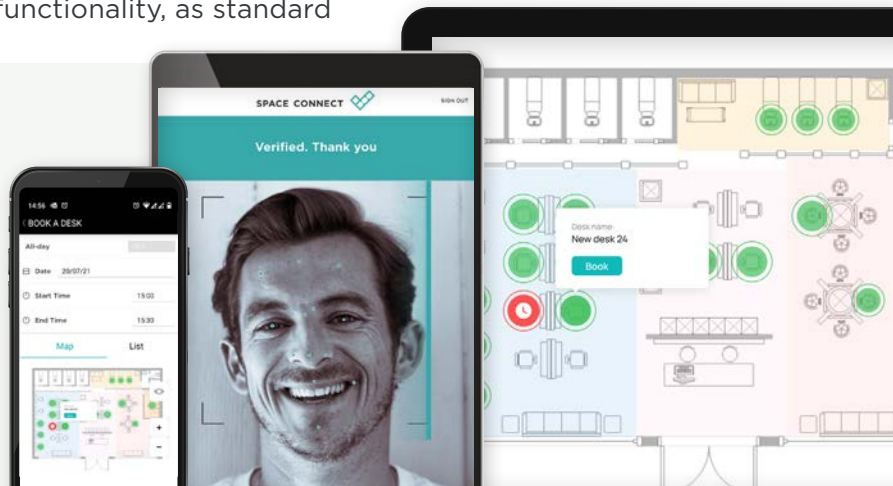 functionality, as standard
SPACE CONNECT
SIGN OUT
Verified. Thank you
14:56
BOOK A DESK
All-day
Date 20/07/21
Start Time 15:00
End Time 15:30
Map List
+
-
Desk name:
New desk 24
Book